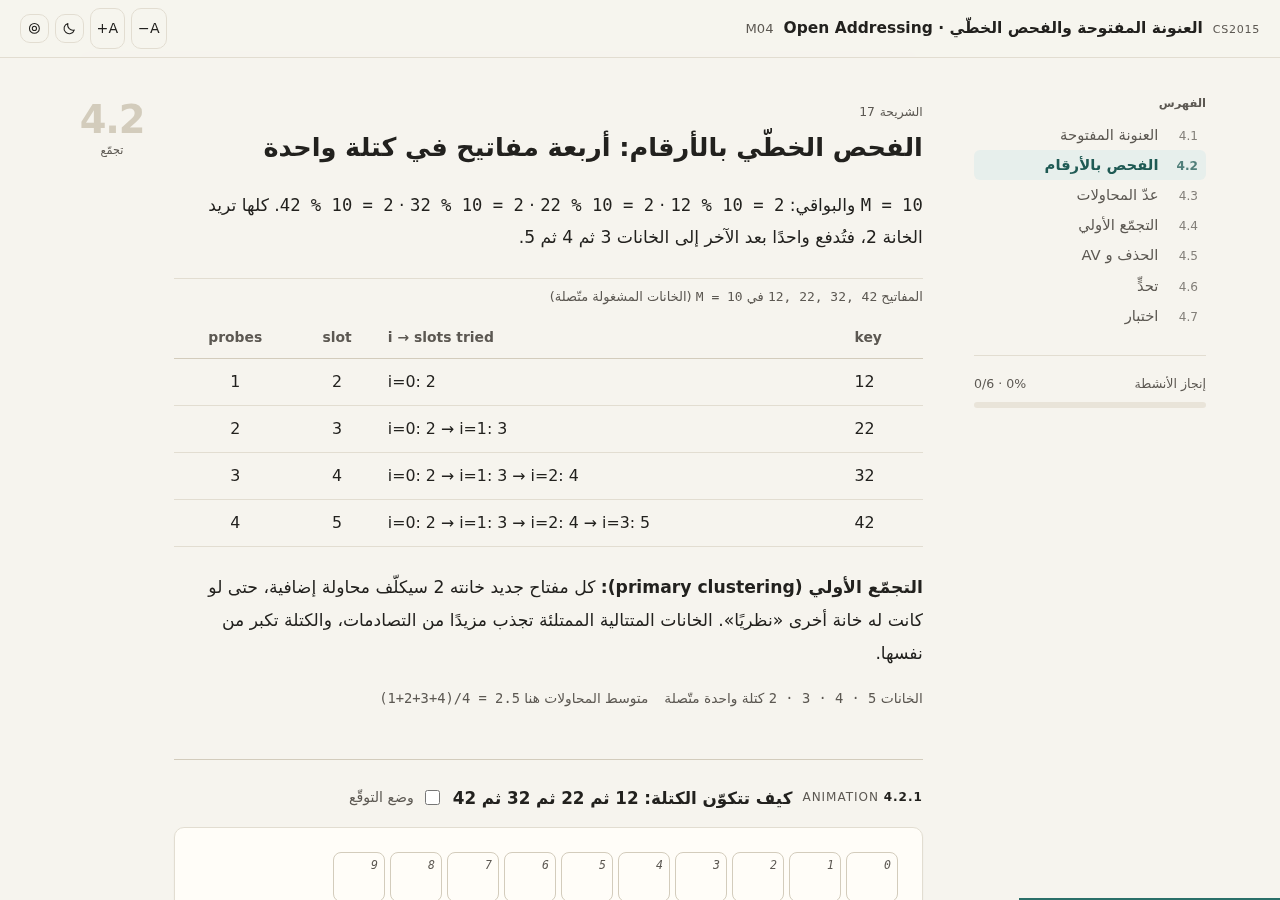 CS2015 العنونة المفتوحة والفحص الخطّي · Open Addressing M04
A− A+
الفهرس
4.1 العنونة المفتوحة
4.2 الفحص بالأرقام
4.3 عدّ المحاولات
4.4 التجمّع الأولي
4.5 الحذف و AV
4.6 تحدٍّ
4.7 اختبار
إنجاز الأنشطة 0/6 · 0%
4.2
تجمّع
الشريحة 17
الفحص الخطّي بالأرقام: أربعة مفاتيح في كتلة واحدة
M = 10 والبواقي: 12 % 10 = 2 · 22 % 10 = 2 · 32 % 10 = 2 · 42 % 10 = 2. كلها تريد
الخانة 2، فتُدفع واحدًا بعد الآخر إلى الخانات 3 ثم 4 ثم 5.
المفاتيح 12, 22, 32, 42 في M = 10 (الخانات المشغولة متّصلة)
key i → slots tried slot probes
12 i=0: 2 2 1
22 i=0: 2 → i=1: 3 3 2
32 i=0: 2 → i=1: 3 → i=2: 4 4 3
42 i=0: 2 → i=1: 3 → i=2: 4 → i=3: 5 5 4
التجمّع الأولي (primary clustering): كل مفتاح جديد خانته 2 سيكلّف محاولة إضافية، حتى لو
كانت له خانة أخرى «نظريًا». الخانات المتتالية الممتلئة تجذب مزيدًا من التصادمات، والكتلة تكبر من
نفسها.
الخانات 2 · 3 · 4 · 5 كتلة واحدة متّصلة متوسط المحاولات هنا (1+2+3+4)/4 = 2.5
ANIMATION 4.2.1 كيف تتكوّن الكتلة: 12 ثم 22 ثم 32 ثم 42 وضع التوقّع
0 1 2 3 4 5 6 7 8 9